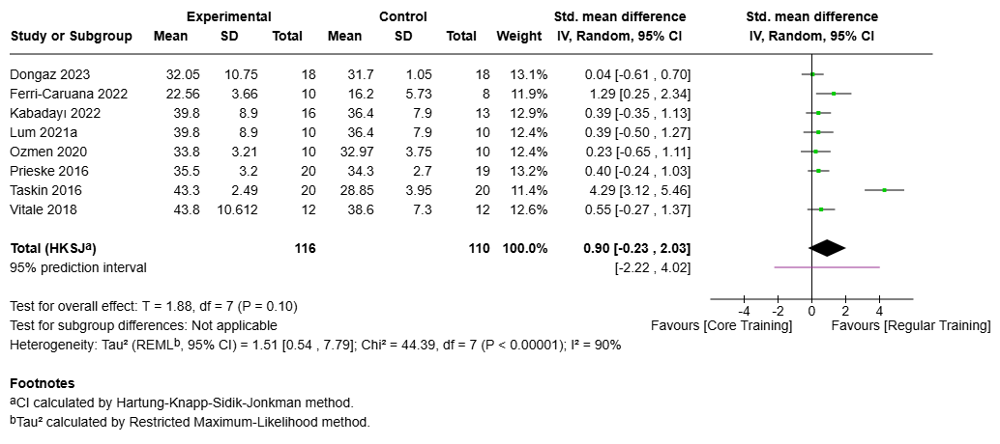 Experimental Control Std. mean difference Std. mean difference
Study or Subgroup Mean SD Total Mean SD Total Weight IV, Random, 95% CI IV, Random, 95% CI
Dongaz 2023 32.05 10.75 18 31.7 1.05 18 13.1% 0.04 [-0.61 , 0.70]
Ferri-Caruana 2022 22.56 3.66 10 16.2 5.73 8 11.9% 1.29 [0.25 , 2.34]
Kabadayı 2022 39.8 8.9 16 36.4 7.9 13 12.9% 0.39 [-0.35 , 1.13]
Lum 2021a 39.8 8.9 10 36.4 7.9 10 12.4% 0.39 [-0.50 , 1.27]
Ozmen 2020 33.8 3.21 10 32.97 3.75 10 12.4% 0.23 [-0.65 , 1.11]
Prieske 2016 35.5 3.2 20 34.3 2.7 19 13.2% 0.40 [-0.24 , 1.03]
Taskin 2016 43.3 2.49 20 28.85 3.95 20 11.4% 4.29 [3.12 , 5.46]
Vitale 2018 43.8 10.612 12 38.6 7.3 12 12.6% 0.55 [-0.27 , 1.37]
Total (HKSJª) 116 110 100.0% 0.90 [-0.23 , 2.03]
95% prediction interval [-2.22 , 4.02]
-4 -2 0 2 4
Favours [Core Training] Favours [Regular Training]
Test for overall effect: T = 1.88, df = 7 (P = 0.10)
Test for subgroup differences: Not applicable
Heterogeneity: Tau² (REMLᵇ, 95% CI) = 1.51 [0.54 , 7.79]; Chi² = 44.39, df = 7 (P < 0.00001); I² = 90%
Footnotes
ªCI calculated by Hartung-Knapp-Sidik-Jonkman method.
ᵇTau² calculated by Restricted Maximum-Likelihood method.